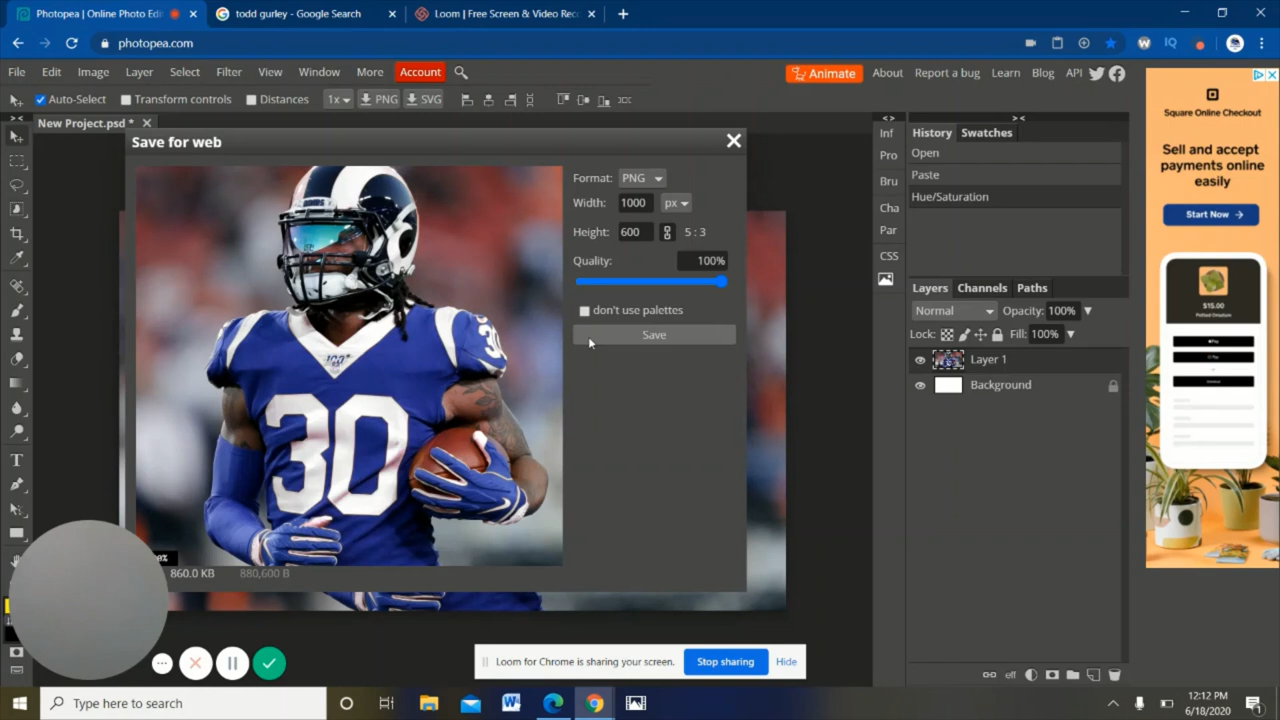 Photopea | Online Photo Edit
todd gurley - Google Search
Loom | Free Screen & Video Rec
photopea.com
File Edit Image Layer Select Filter View Window More Account
Animate About Report a bug Learn Blog API
Auto-Select Transform controls Distances 1x PNG SVG
New Project.psd *
Save for web
Format: PNG
Width: 1000 px
Height: 600 5 : 3
Quality: 100%
don't use palettes
Save
30
30
860.0 KB 880,600 B
Inf
Pro
Bru
Cha
Par
CSS
History Swatches
Open
Paste
Hue/Saturation
Layers Channels Paths
Normal Opacity: 100%
Lock: Fill: 100%
Layer 1
Background
eff
Square Online Checkout
Sell and accept
payments online
easily
Start Now
$15.00
Potted Geranium
Loom for Chrome is sharing your screen. Stop sharing Hide
Type here to search
12:12 PM
6/18/2020